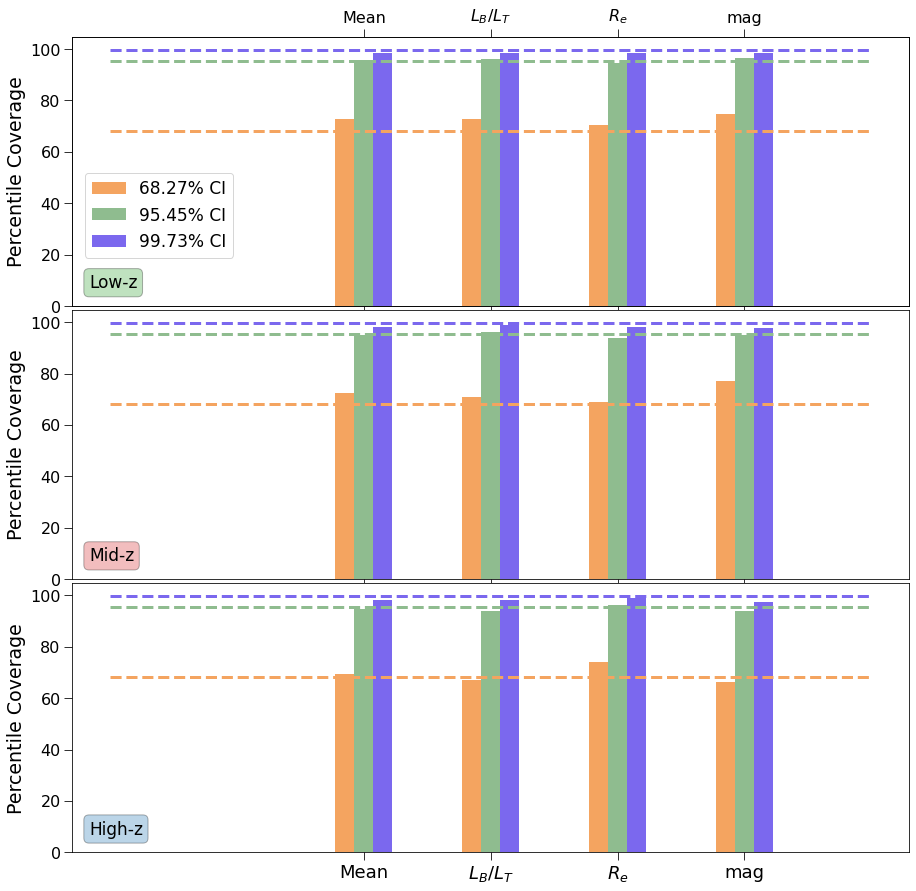 Mean L_B/L_T R_e mag
Percentile Coverage
100
80
60
40
20
0
68.27% CI
95.45% CI
99.73% CI
Low-z
Percentile Coverage
100
80
60
40
20
0
Mid-z
Percentile Coverage
100
80
60
40
20
0
High-z
Mean L_B/L_T R_e mag